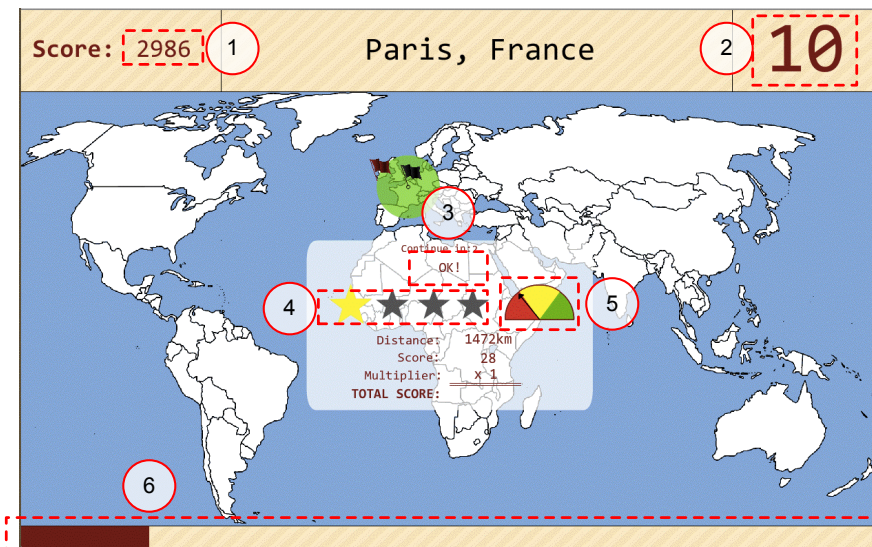 Score: 2986 1 Paris, France 2 10
3
Continue in:2
OK!
4 5
Distance: 1472km
Score: 28
Multiplier: x 1
TOTAL SCORE:
6